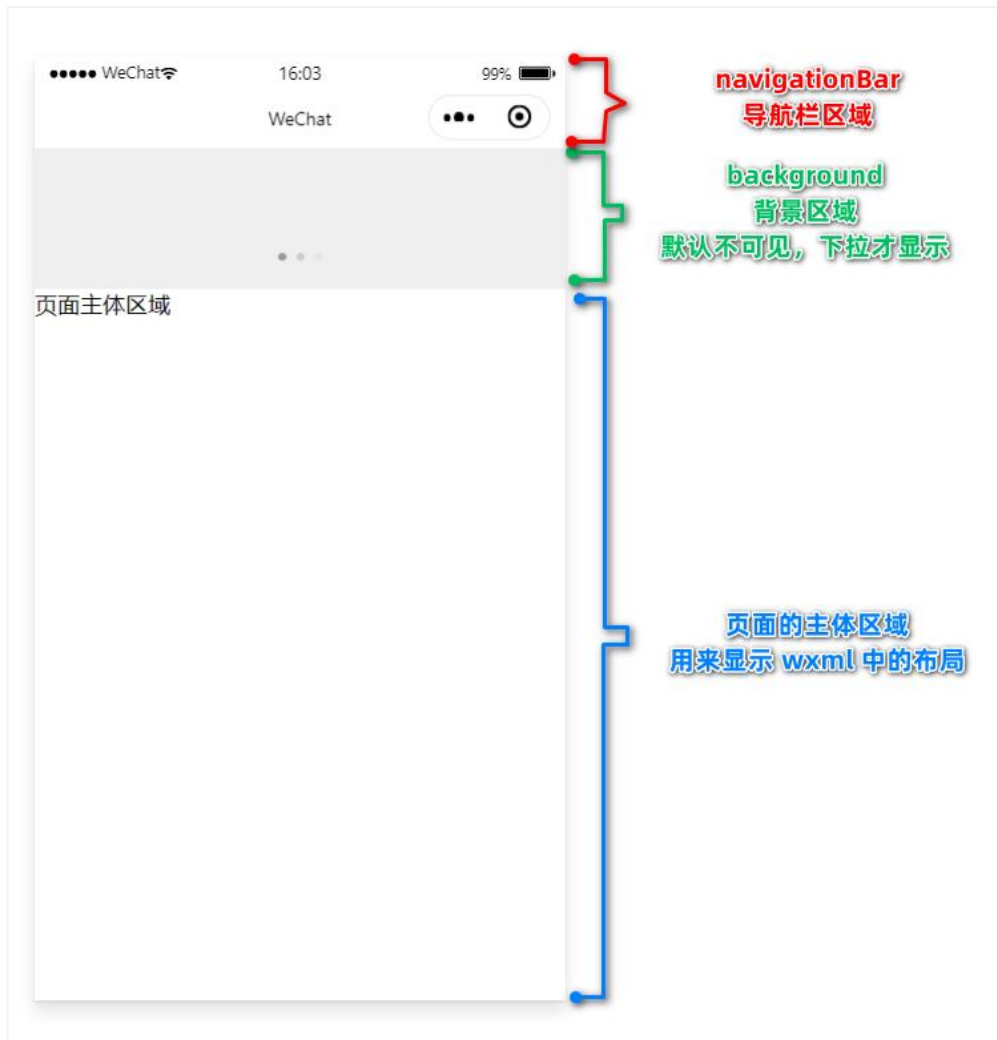 ●●●●● WeChat 16:03 99%
WeChat
navigationBar
导航栏区域
background
背景区域
默认不可见，下拉才显示
页面主体区域
页面的主体区域
用来显示 wxml 中的布局